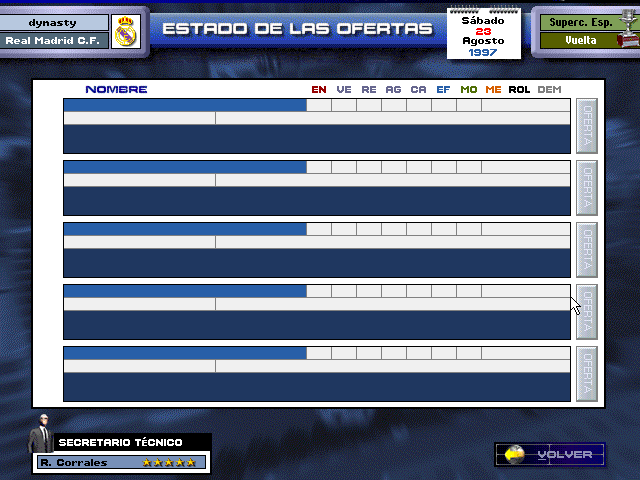 dynasty
Real Madrid C.F.
ESTADO DE LAS OFERTAS
Sábado
23
Agosto
1997
Superc. Esp.
Vuelta
NOMBRE EN VE RE AG CA EF MO ME ROL DEM
OFERTA
OFERTA
OFERTA
OFERTA
OFERTA
SECRETARIO TÉCNICO
R. Corrales
VOLVER